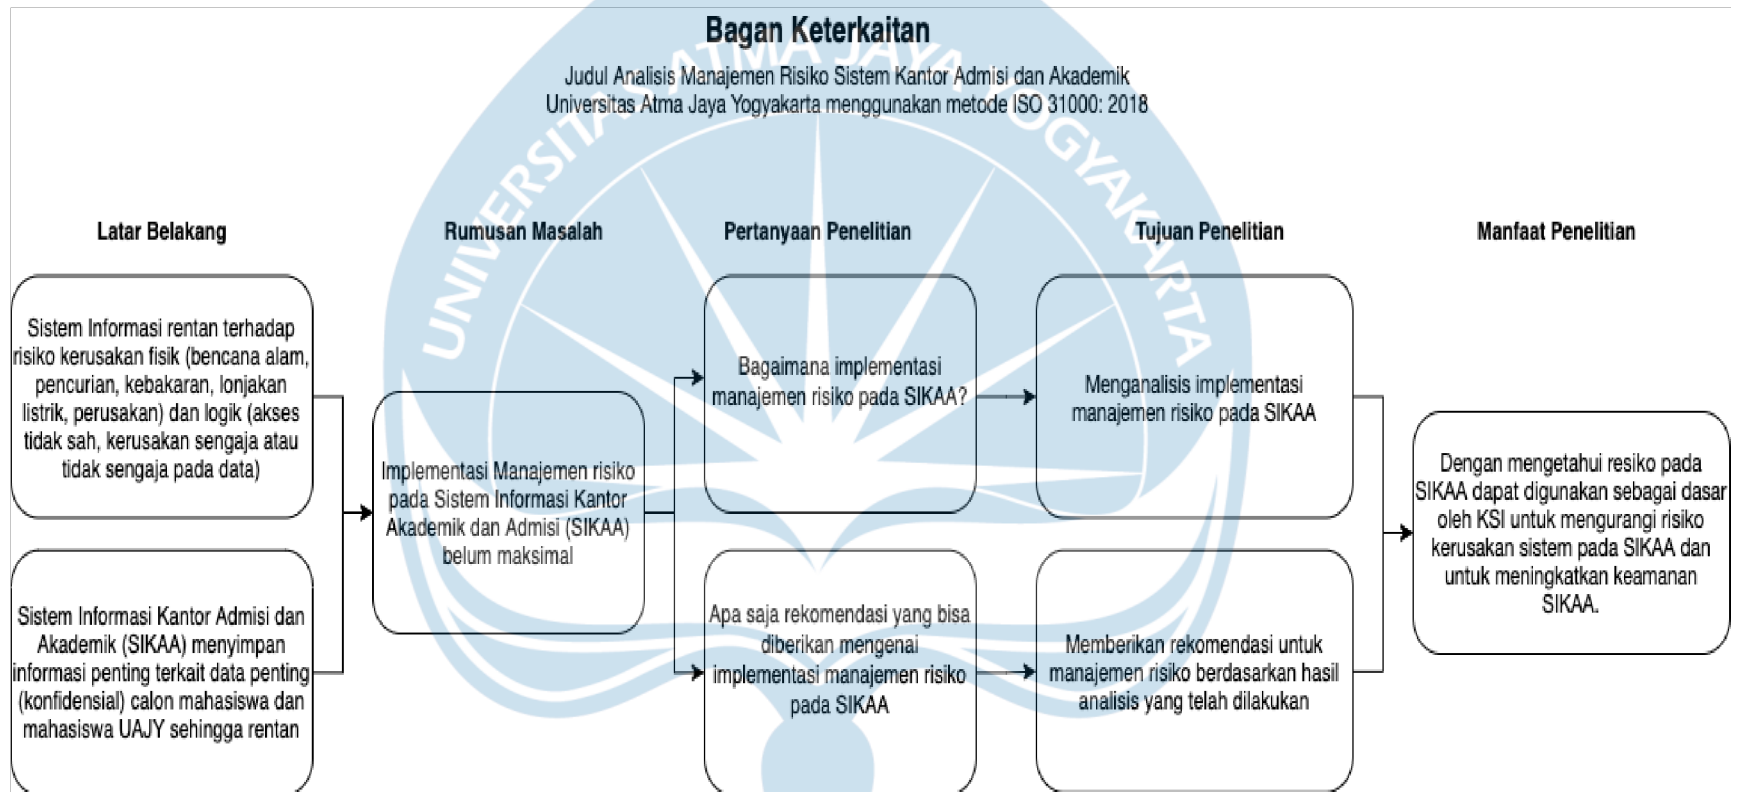 Bagan Keterkaitan
Judul Analisis Manajemen Risiko Sistem Kantor Admisi dan Akademik
Universitas Atma Jaya Yogyakarta menggunakan metode ISO 31000: 2018
UNIVERSITAS ATMA JAYA YOGYAKARTA
Latar Belakang
Rumusan Masalah
Pertanyaan Penelitian
Tujuan Penelitian
Manfaat Penelitian
Sistem Informasi rentan terhadap
risiko kerusakan fisik (bencana alam,
pencurian, kebakaran, lonjakan
listrik, perusakan) dan logik (akses
tidak sah, kerusakan sengaja atau
tidak sengaja pada data)
Sistem Informasi Kantor Admisi dan
Akademik (SIKAA) menyimpan
informasi penting terkait data penting
(konfidensial) calon mahasiswa dan
mahasiswa UAJY sehingga rentan
Implementasi Manajemen risiko
pada Sistem Informasi Kantor
Akademik dan Admisi (SIKAA)
belum maksimal
Bagaimana implementasi
manajemen risiko pada SIKAA?
Apa saja rekomendasi yang bisa
diberikan mengenai
implementasi manajemen risiko
pada SIKAA
Menganalisis implementasi
manajemen risiko pada SIKAA
Memberikan rekomendasi untuk
manajemen risiko berdasarkan hasil
analisis yang telah dilakukan
Dengan mengetahui resiko pada
SIKAA dapat digunakan sebagai dasar
oleh KSI untuk mengurangi risiko
kerusakan sistem pada SIKAA dan
untuk meningkatkan keamanan
SIKAA.